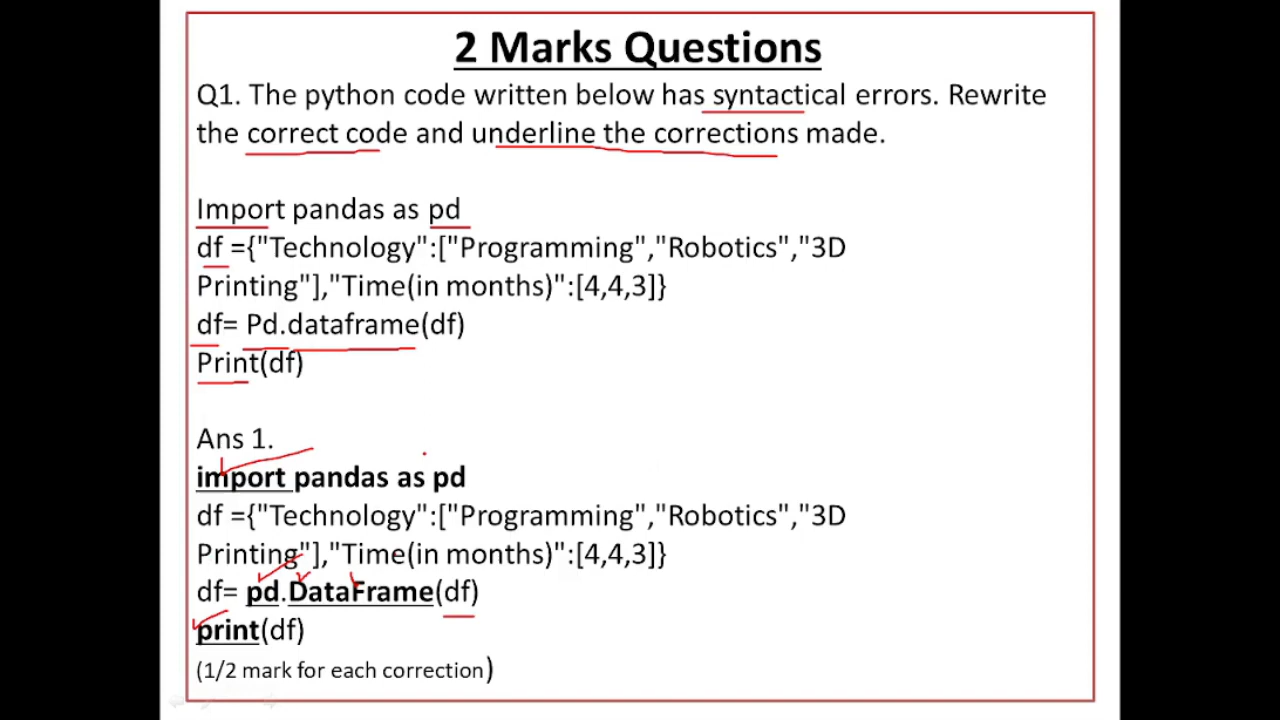 2 Marks Questions
Q1. The python code written below has syntactical errors. Rewrite
the correct code and underline the corrections made.
Import pandas as pd
df ={"Technology":["Programming","Robotics","3D
Printing"],"Time(in months)":[4,4,3]}
df= Pd.dataframe(df)
Print(df)
Ans 1.
import pandas as pd
df ={"Technology":["Programming","Robotics","3D
Printing"],"Time(in months)":[4,4,3]}
df= pd.DataFrame(df)
print(df)
(1/2 mark for each correction)